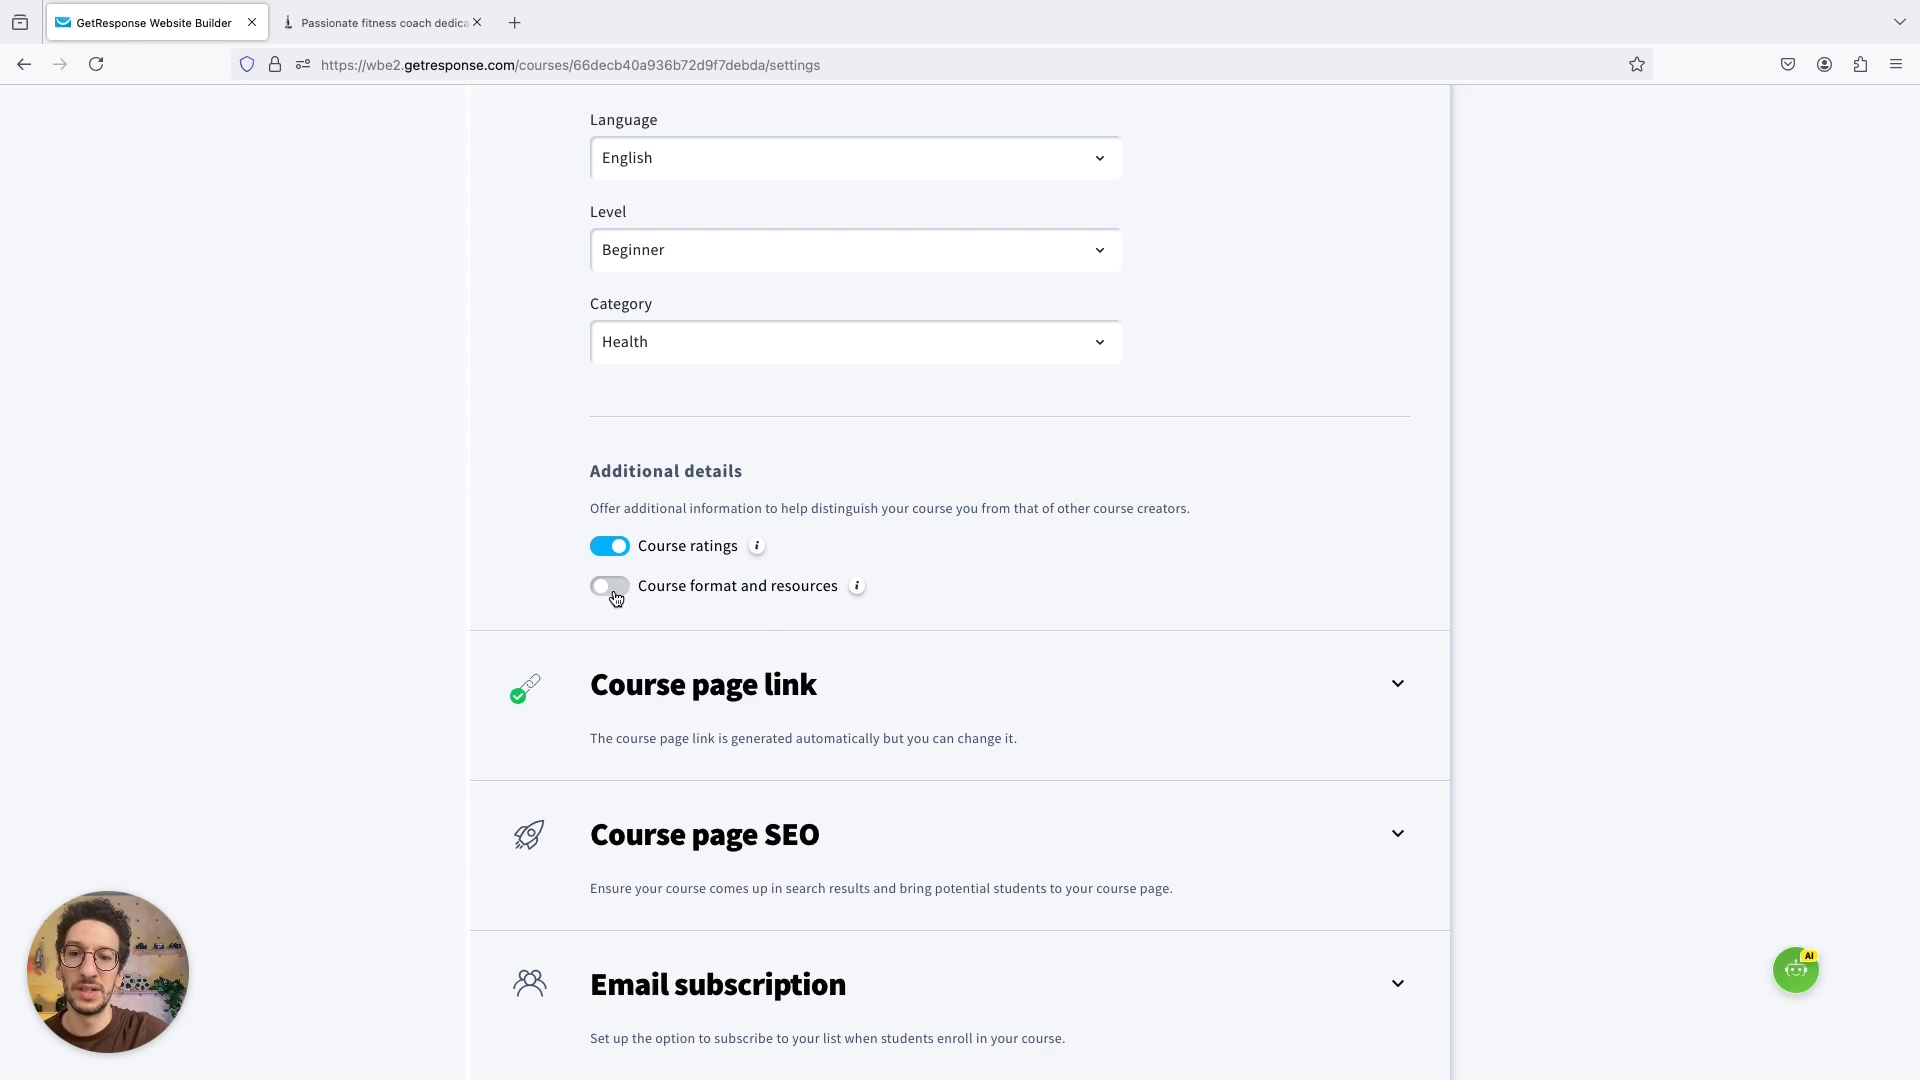 GetResponse Website Builder
Passionate fitness coach dedica
https://wbe2.getresponse.com/courses/66decb40a936b72d9f7debda/settings
Language
English
Level
Beginner
Category
Health
Additional details
Offer additional information to help distinguish your course you from that of other course creators.
Course ratings i
Course format and resources i
Course page link
The course page link is generated automatically but you can change it.
Course page SEO
Ensure your course comes up in search results and bring potential students to your course page.
Email subscription
Set up the option to subscribe to your list when students enroll in your course.
AI